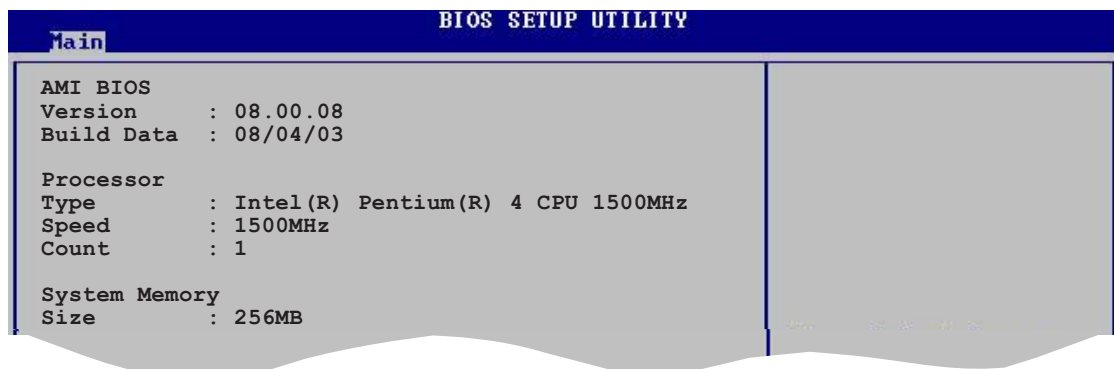 BIOS SETUP UTILITY
Main
AMI BIOS
Version : 08.00.08
Build Data : 08/04/03
Processor
Type : Intel(R) Pentium(R) 4 CPU 1500MHz
Speed : 1500MHz
Count : 1
System Memory
Size : 256MB